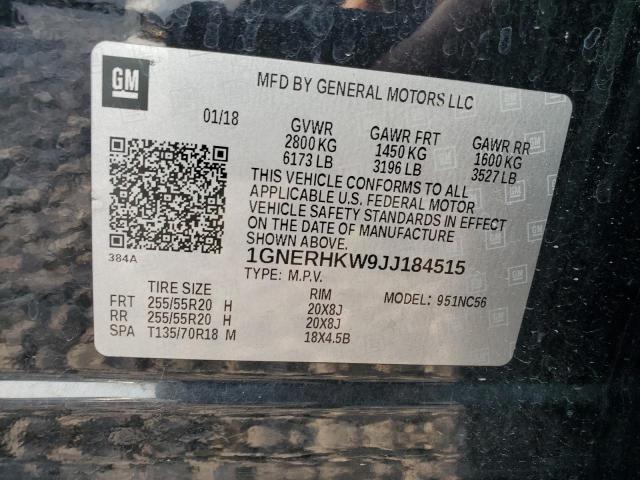 GM
MFD BY GENERAL MOTORS LLC
01/18 GVWR GAWR FRT GAWR RR
2800 KG 1450 KG 1600 KG
6173 LB 3196 LB 3527 LB
THIS VEHICLE CONFORMS TO ALL
APPLICABLE U.S. FEDERAL MOTOR
VEHICLE SAFETY STANDARDS IN EFFECT
ON THE DATE OF MANUFACTURE
SHOWN ABOVE.
384A
1GNERHKW9JJ184515
TYPE: M.P.V.
TIRE SIZE RIM MODEL: 951NC56
FRT 255/55R20 H 20X8J
RR 255/55R20 H 20X8J
SPA T135/70R18 M 18X4.5B